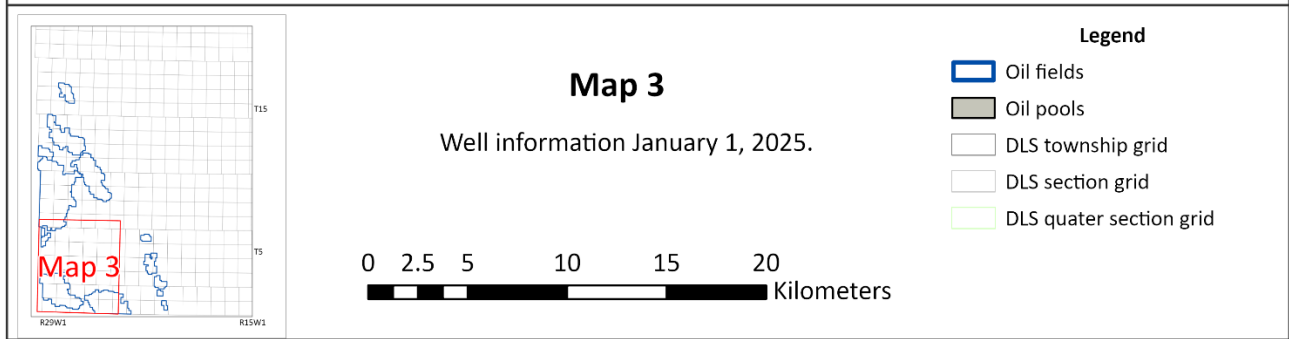 T15
T5
Map 3
R29W1
R15W1
Map 3
Well information January 1, 2025.
0 2.5 5 10 15 20
Kilometers
Legend
Oil fields
Oil pools
DLS township grid
DLS section grid
DLS quater section grid